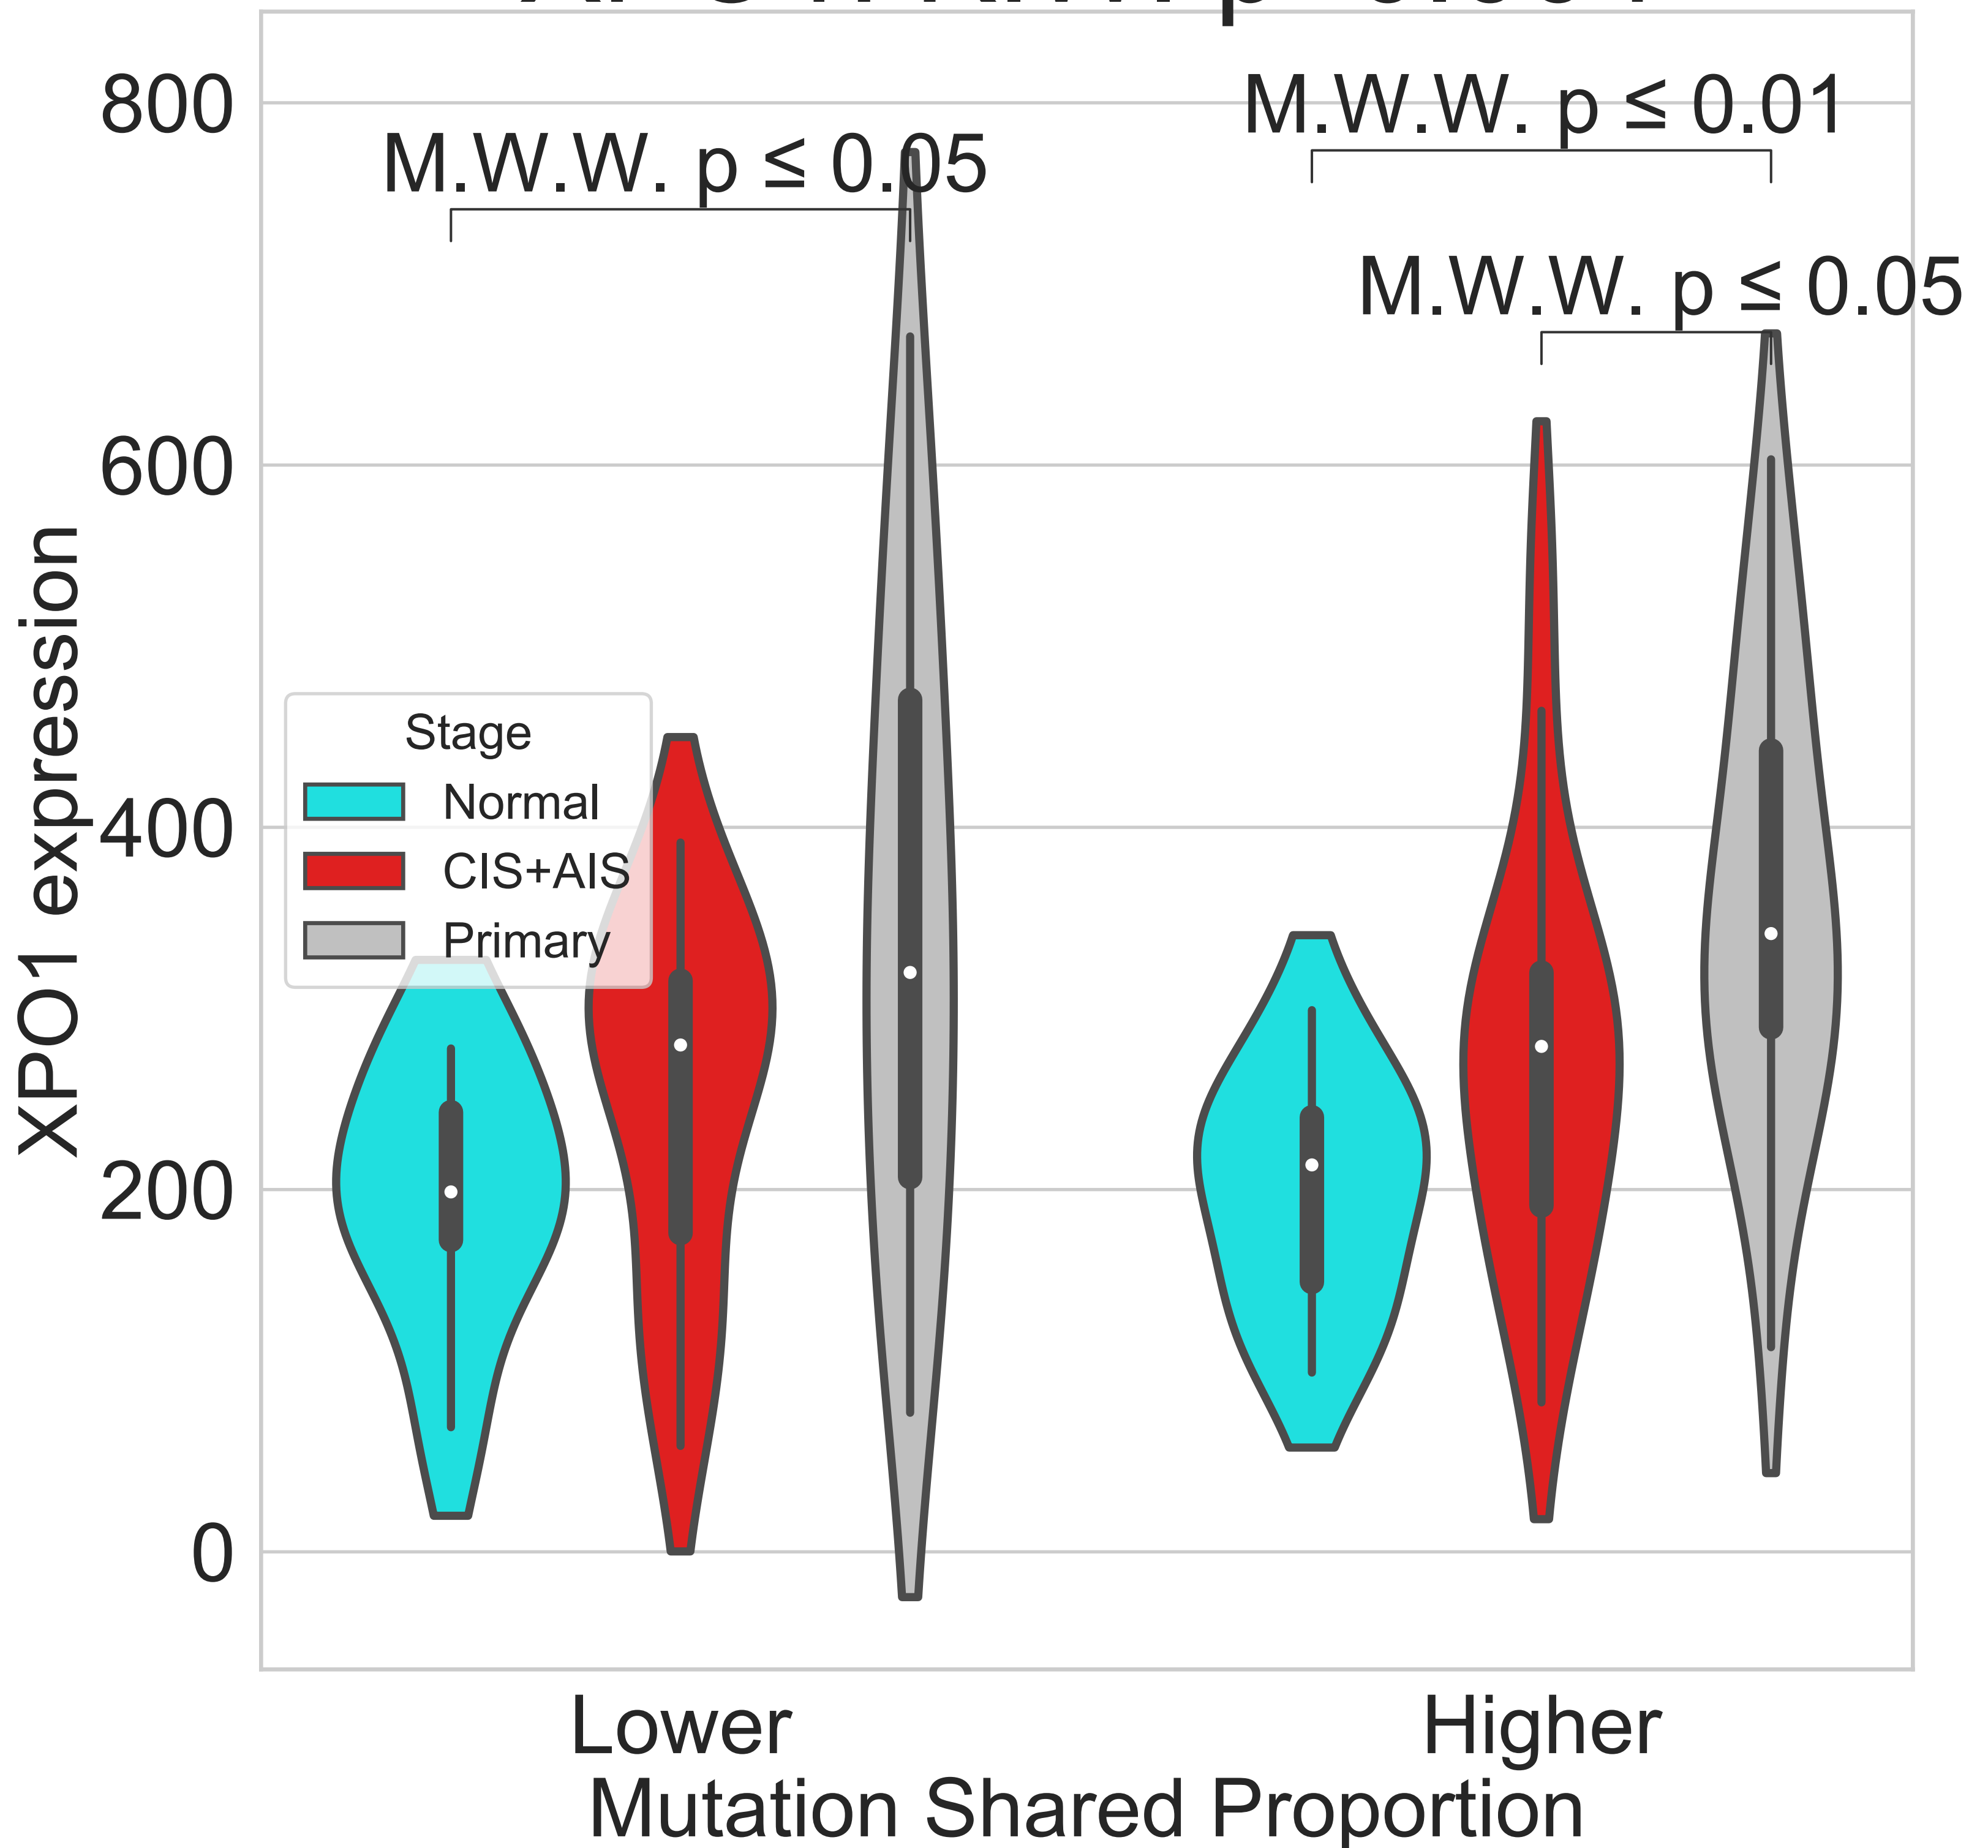 800
M.W.W. p ≤ 0.01
M.W.W. p ≤ 0.05
M.W.W. p ≤ 0.05
600
XPO1 expression
Stage
Normal
400
CIS+AIS
Primary
200
0
Lower Higher
Mutation Shared Proportion